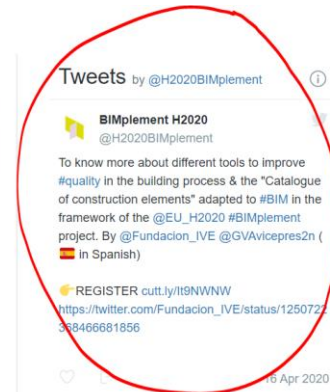 Tweets by @H2020BIMplement
BIMplement H2020
@H2020BIMplement
To know more about different tools to improve
#quality in the building process & the "Catalogue
of construction elements" adapted to #BIM in the
framework of the @EU_H2020 #BIMplement
project. By @Fundacion_IVE @GVAvicepres2n (
🇪🇸 in Spanish)
👉REGISTER cutt.ly/It9NWNW
https://twitter.com/Fundacion_IVE/status/1250722
368466681856
16 Apr 2020